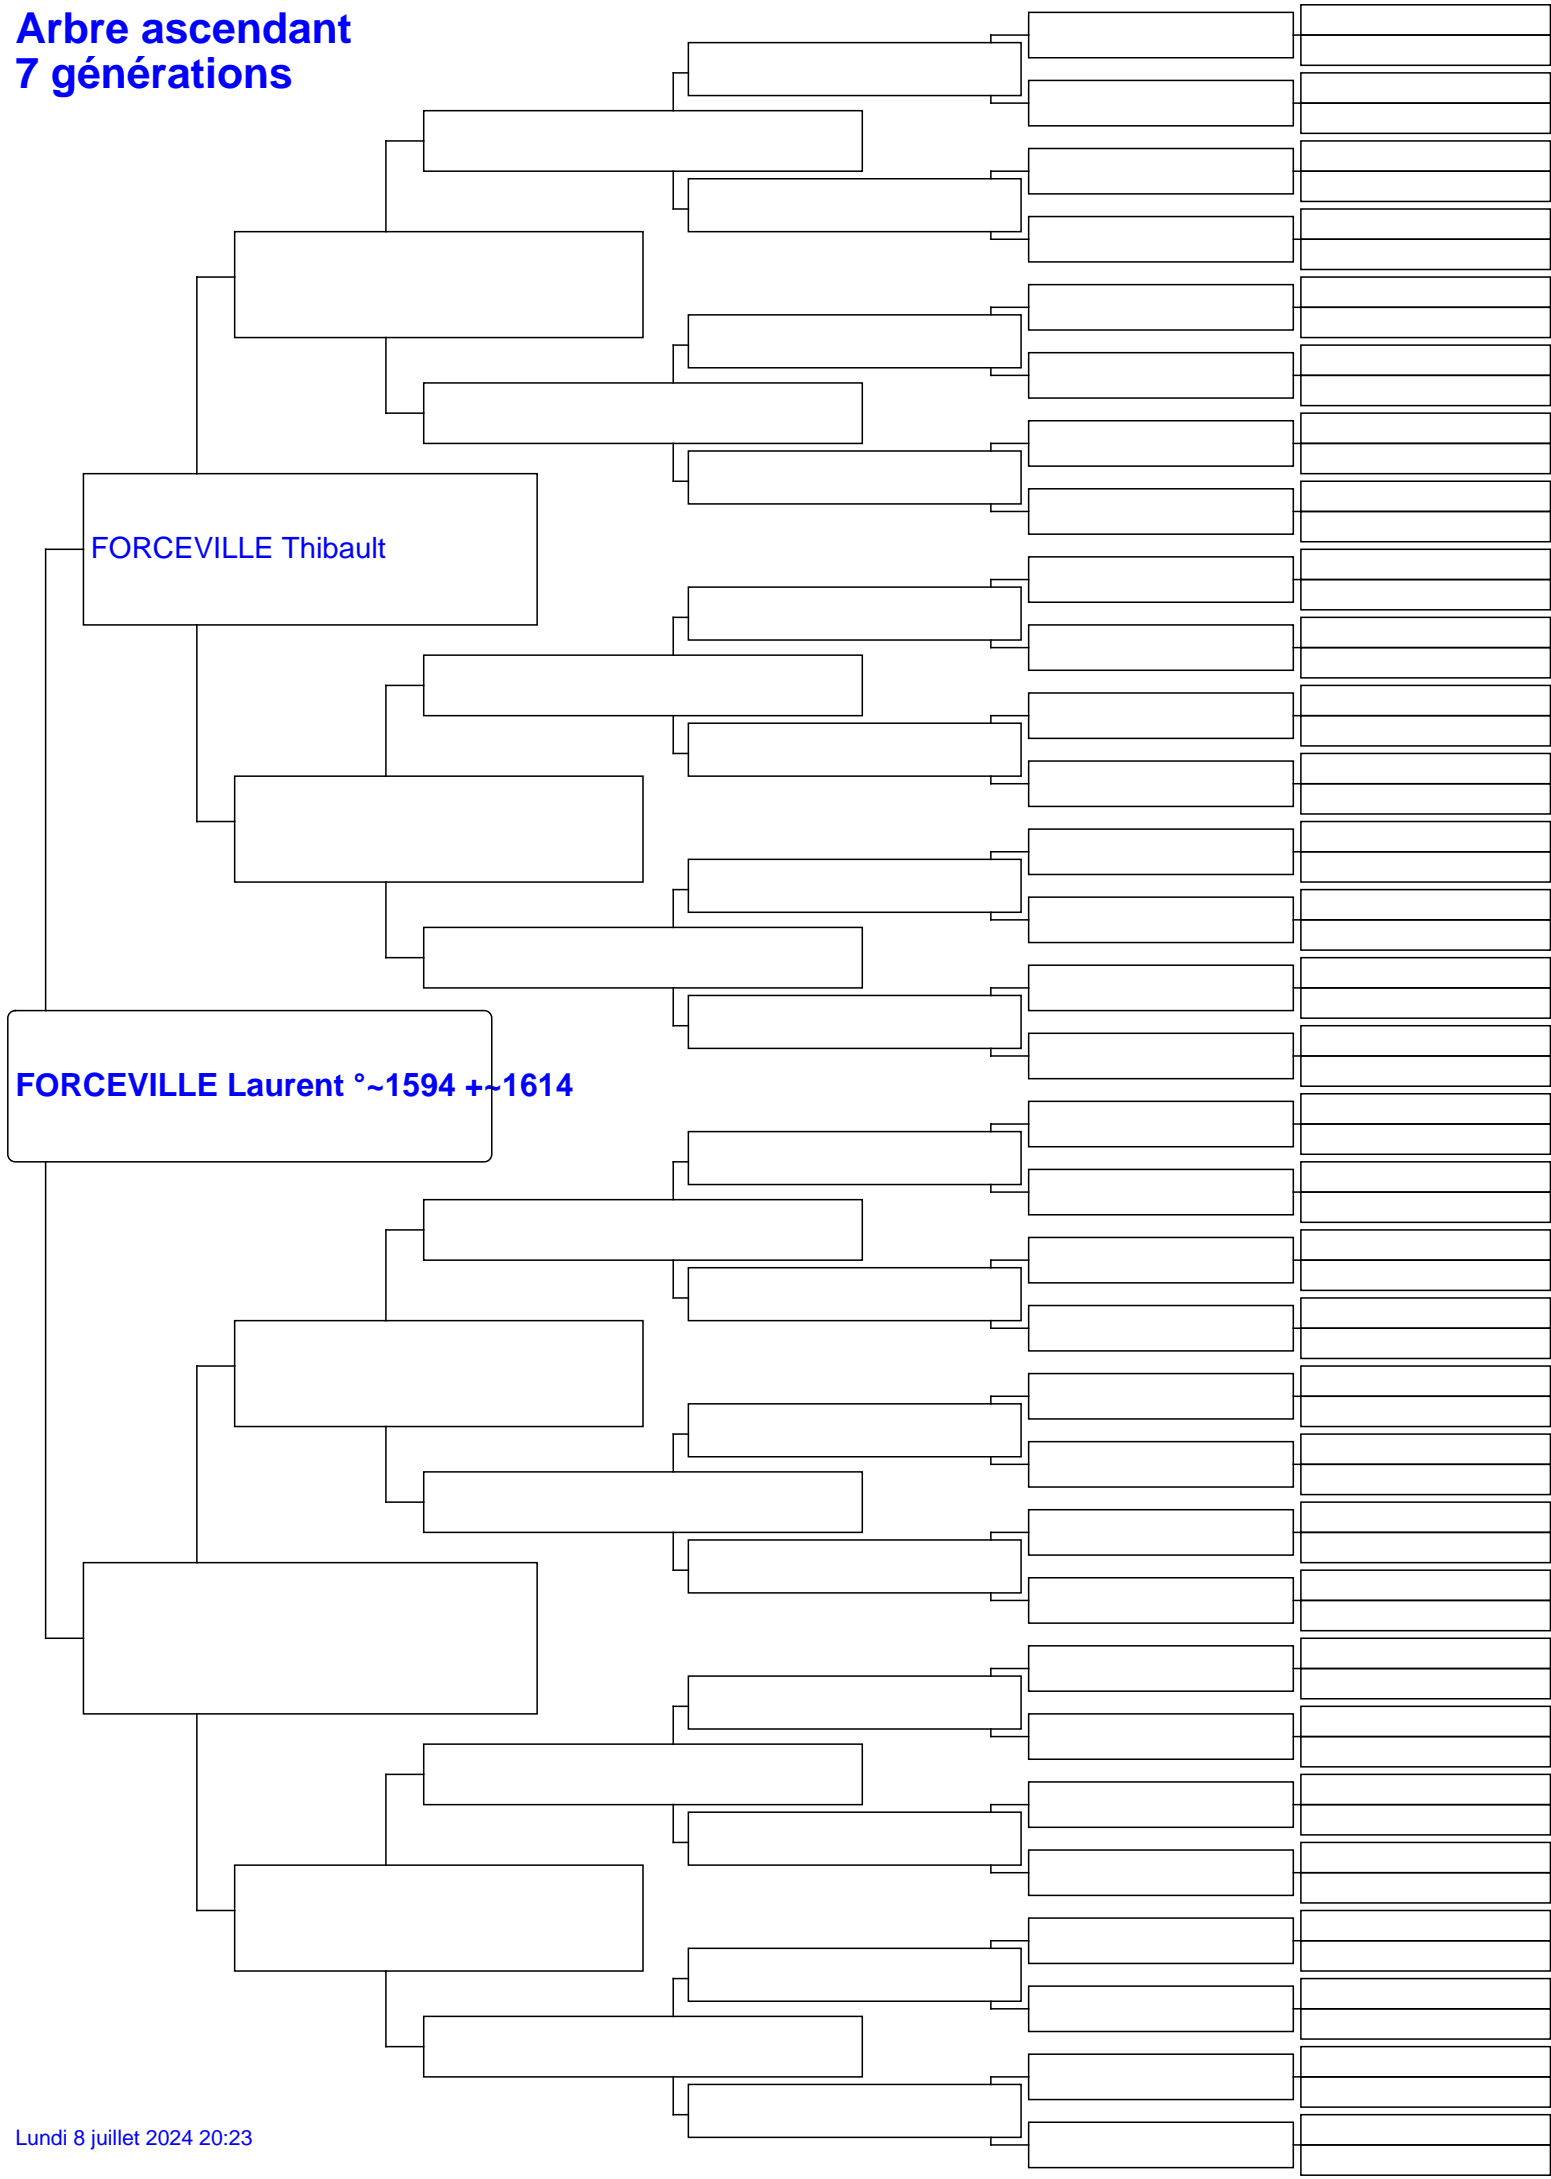 Arbre ascendant
7 générations
FORCEVILLE Thibault
FORCEVILLE Laurent °~1594 +~1614
Lundi 8 juillet 2024 20:23